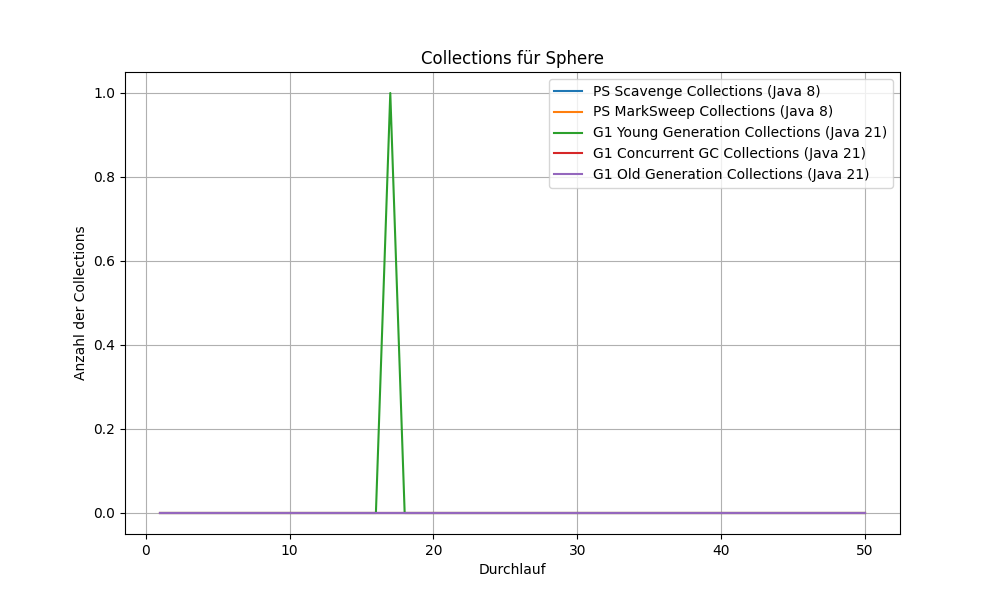 Collections für Sphere
PS Scavenge Collections (Java 8)
PS MarkSweep Collections (Java 8)
G1 Young Generation Collections (Java 21)
G1 Concurrent GC Collections (Java 21)
G1 Old Generation Collections (Java 21)
Anzahl der Collections
1.0
0.8
0.6
0.4
0.2
0.0
0 10 20 30 40 50
Durchlauf